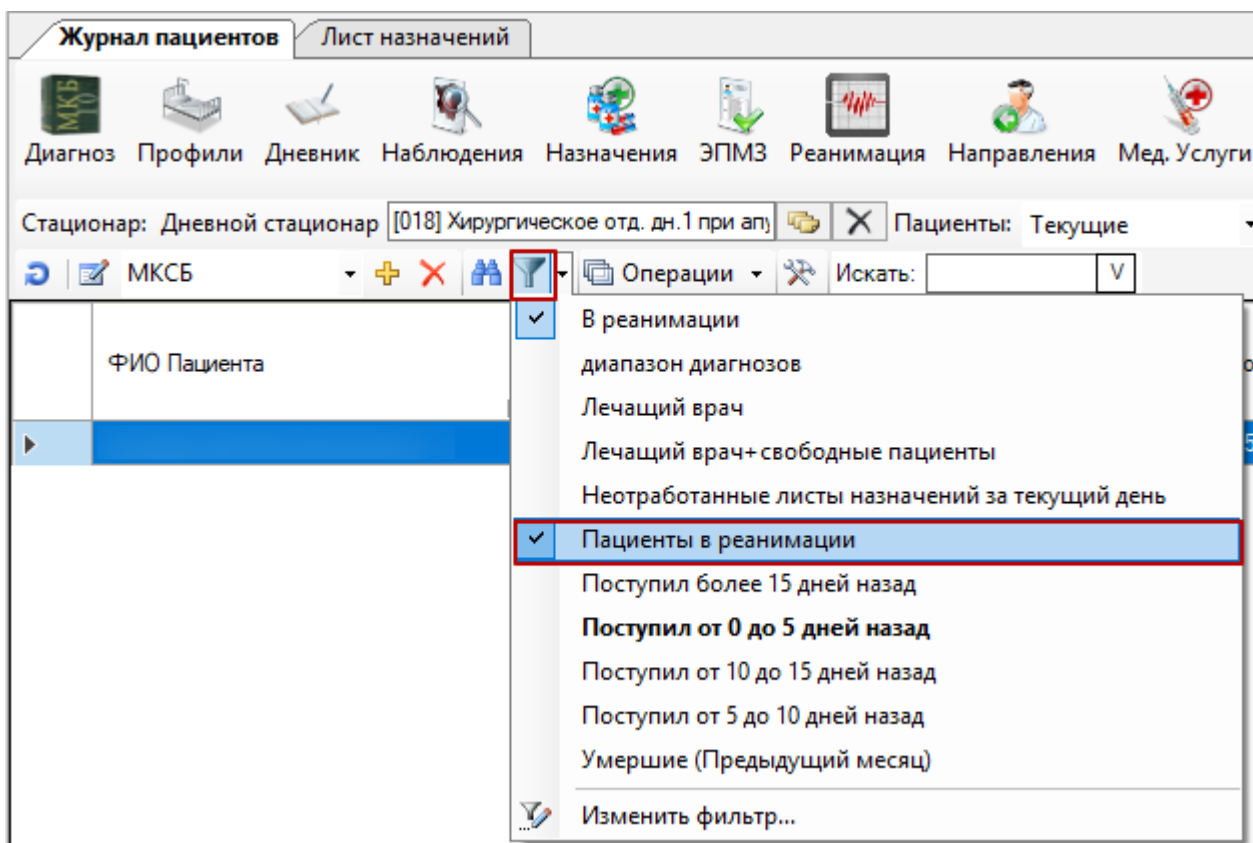 Журнал пациентов Лист назначений
МКБ 10
Диагноз Профили Дневник Наблюдения Назначения ЭПМЗ Реанимация Направления Мед. Услуги
Стационар: Дневной стационар [018] Хирургическое отд. дн.1 при апу Пациенты: Текущие
МКСБ Операции Искать: V
В реанимации
ФИО Пациента
диапазон диагнозов
Лечащий врач
Лечащий врач+свободные пациенты
Неотработанные листы назначений за текущий день
Пациенты в реанимации
Поступил более 15 дней назад
Поступил от 0 до 5 дней назад
Поступил от 10 до 15 дней назад
Поступил от 5 до 10 дней назад
Умершие (Предыдущий месяц)
Изменить фильтр...